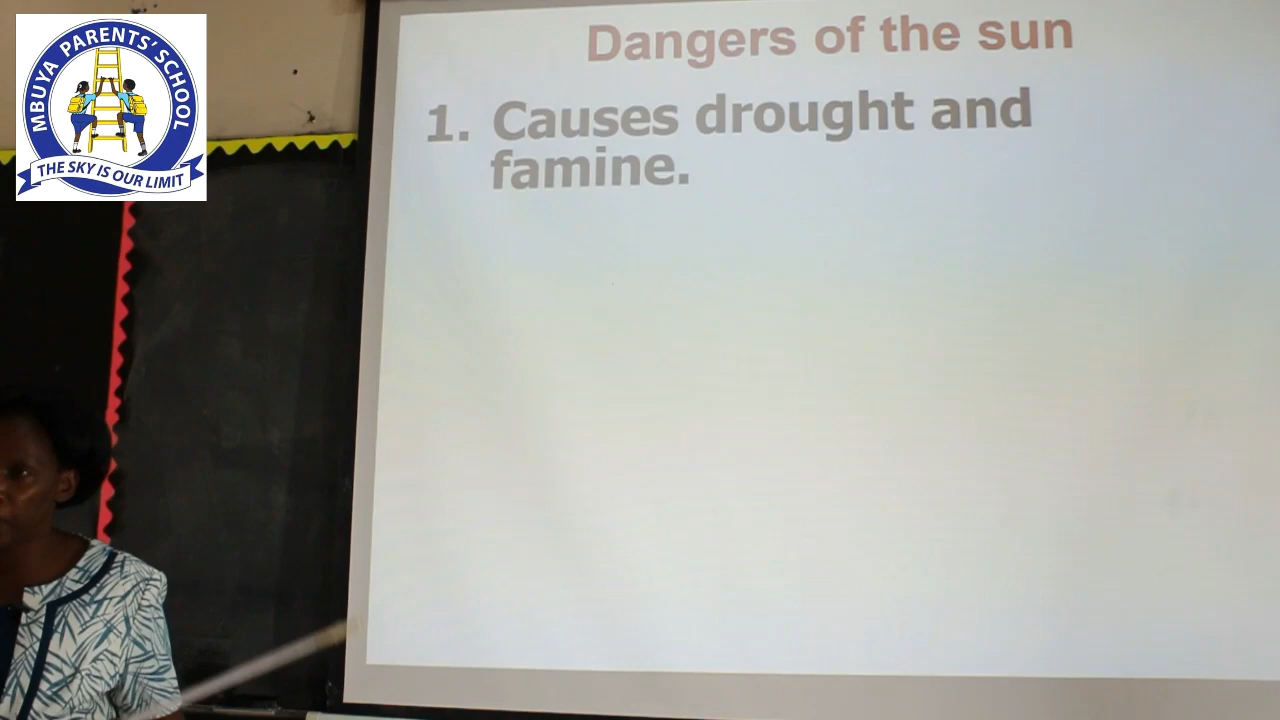 MBUYA PARENTS' SCHOOL
THE SKY IS OUR LIMIT
Dangers of the sun
1. Causes drought and
famine.